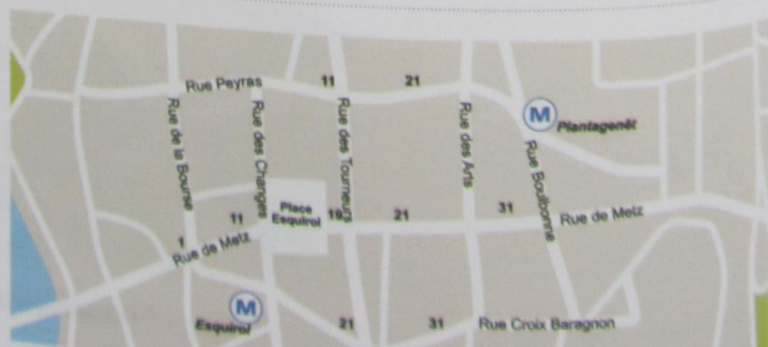 Rue Peyras
11
21
M
Plantagenêt
Rue de la Bourse
Rue des Changes
Rue des Tourneurs
Rue des Arts
Rue Boulbonne
Place
Esquirol
11
19
21
31
Rue de Metz
1
Rue de Metz
M
Esquirol
21
31
Rue Croix Baragnon